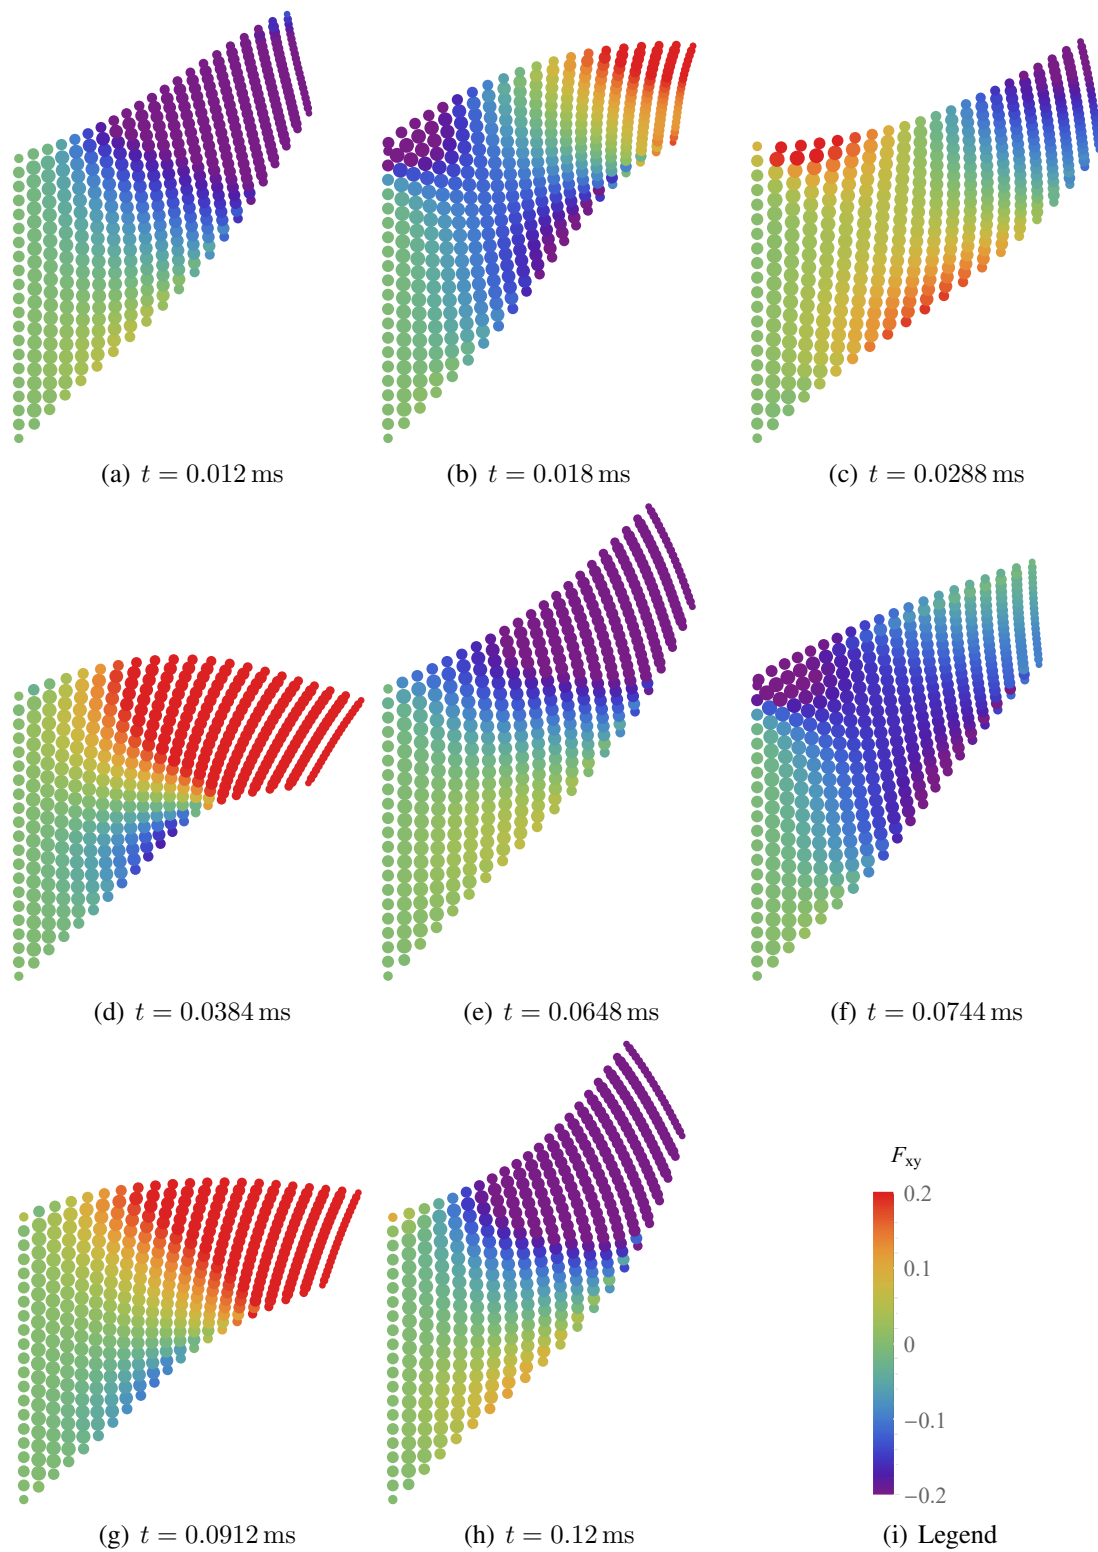 (a) t = 0.012 ms
(b) t = 0.018 ms
(c) t = 0.0288 ms
(d) t = 0.0384 ms
(e) t = 0.0648 ms
(f) t = 0.0744 ms
F_xy
0.2
0.1
0
−0.1
−0.2
(g) t = 0.0912 ms
(h) t = 0.12 ms
(i) Legend